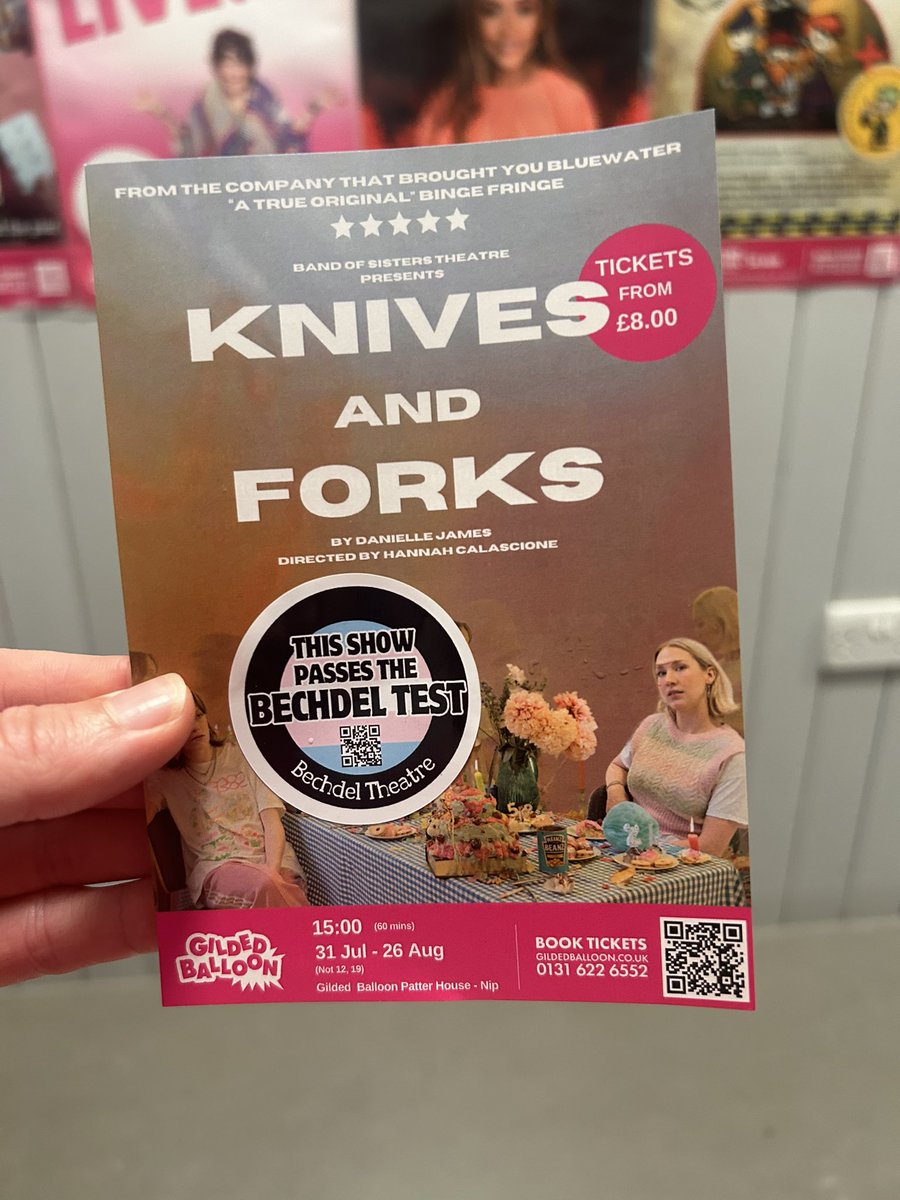 LIVE
FROM THE COMPANY THAT BROUGHT YOU BLUEWATER
"A TRUE ORIGINAL" BINGE FRINGE
BAND OF SISTERS THEATRE
PRESENTS
TICKETS
FROM
£8.00
KNIVES
AND
FORKS
BY DANIELLE JAMES
DIRECTED BY HANNAH CALASCIONE
THIS SHOW
PASSES THE
BECHDEL TEST
Bechdel Theatre
HEINZ
BEANZ
GILDED
BALLOON
15:00 (60 mins)
31 Jul - 26 Aug
(Not 12, 19)
Gilded Balloon Patter House - Nip
BOOK TICKETS
GILDEDBALLOON.CO.UK
0131 622 6552